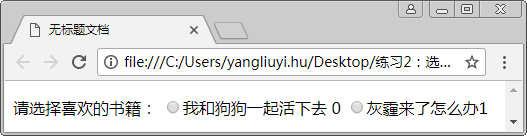 无标题文档
file:///C:/Users/yangliuyi.hu/Desktop/练习2：选...
请选择喜欢的书籍： 我和狗狗一起活下去 0 灰霾来了怎么办1